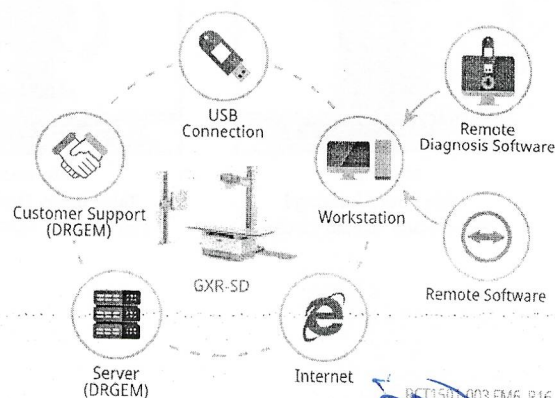 USB
Connection
Remote
Diagnosis Software
Customer Support
(DRGEM)
Workstation
GXR-SD
Remote Software
Server
(DRGEM)
Internet